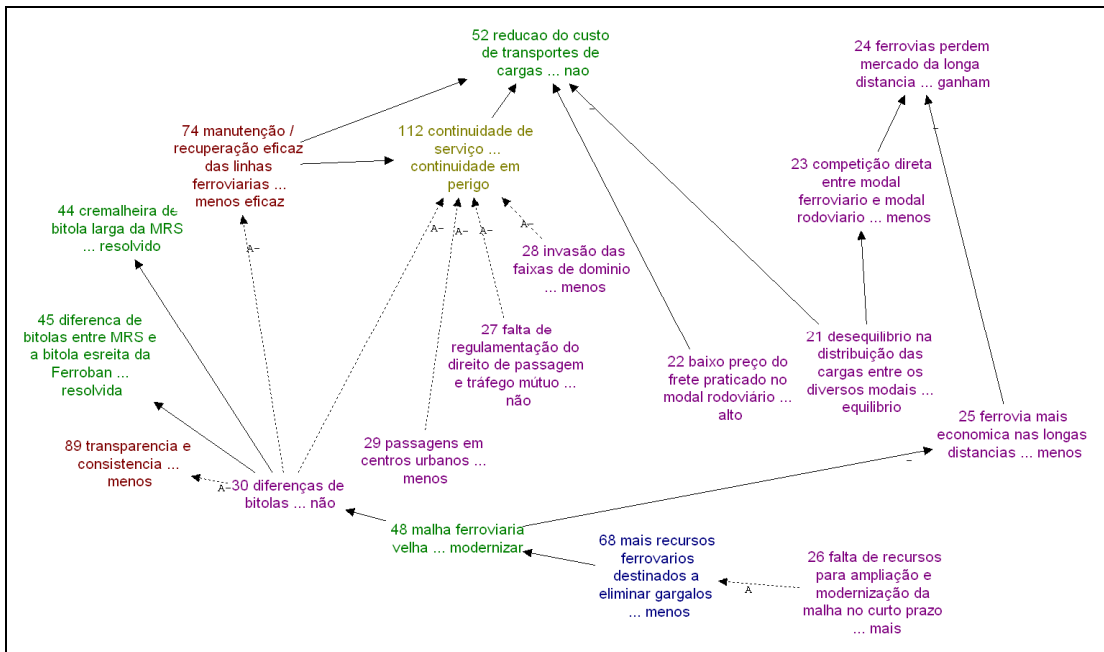 52 reducao do custo
de transportes de
cargas ... nao
24 ferrovias perdem
mercado da longa
distancia ... ganham
74 manutenção /
recuperação eficaz
das linhas
ferroviarias ...
menos eficaz
112 continuidade de
serviço ...
continuidade em
perigo
23 competição direta
entre modal
ferroviario e modal
rodoviario ... menos
44 cremalheira de
bitola larga da MRS
... resolvido
28 invasão das
faixas de dominio
... menos
45 diferenca de
bitolas entre MRS e
a bitola esreita da
Ferroban ...
resolvida
27 falta de
regulamentação do
direito de passagem
e tráfego mútuo ...
não
22 baixo preço do
frete praticado no
modal rodoviário ...
alto
21 desequilibrio na
distribuição das
cargas entre os
diversos modais ...
equilibrio
25 ferrovia mais
economica nas longas
distancias ... menos
89 transparencia e
consistencia ...
menos
29 passagens em
centros urbanos ...
menos
30 diferenças de
bitolas ... não
48 malha ferroviaria
velha ... modernizar
68 mais recursos
ferrovarios
destinados a
eliminar gargalos
... menos
26 falta de recursos
para ampliação e
modernização da
malha no curto prazo
... mais
-
-
A-
A-
A-
A-
A-
A-
-
A